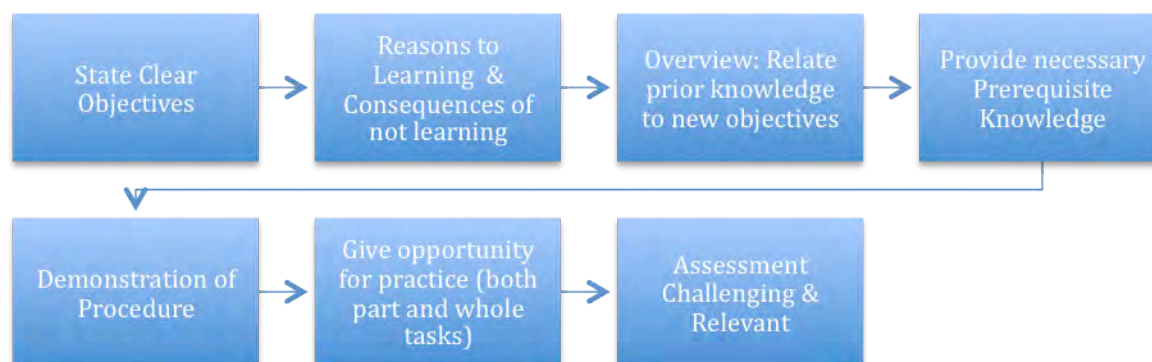 State Clear
Objectives
Reasons to
Learning & 
Consequences of
not learning
Overview: Relate
prior knowledge
to new objectives
Provide necessary
Prerequisite
Knowledge
Demonstration of
Procedure
Give opportunity
for practice (both
part and whole
tasks)
Assessment
Challenging &
Relevant